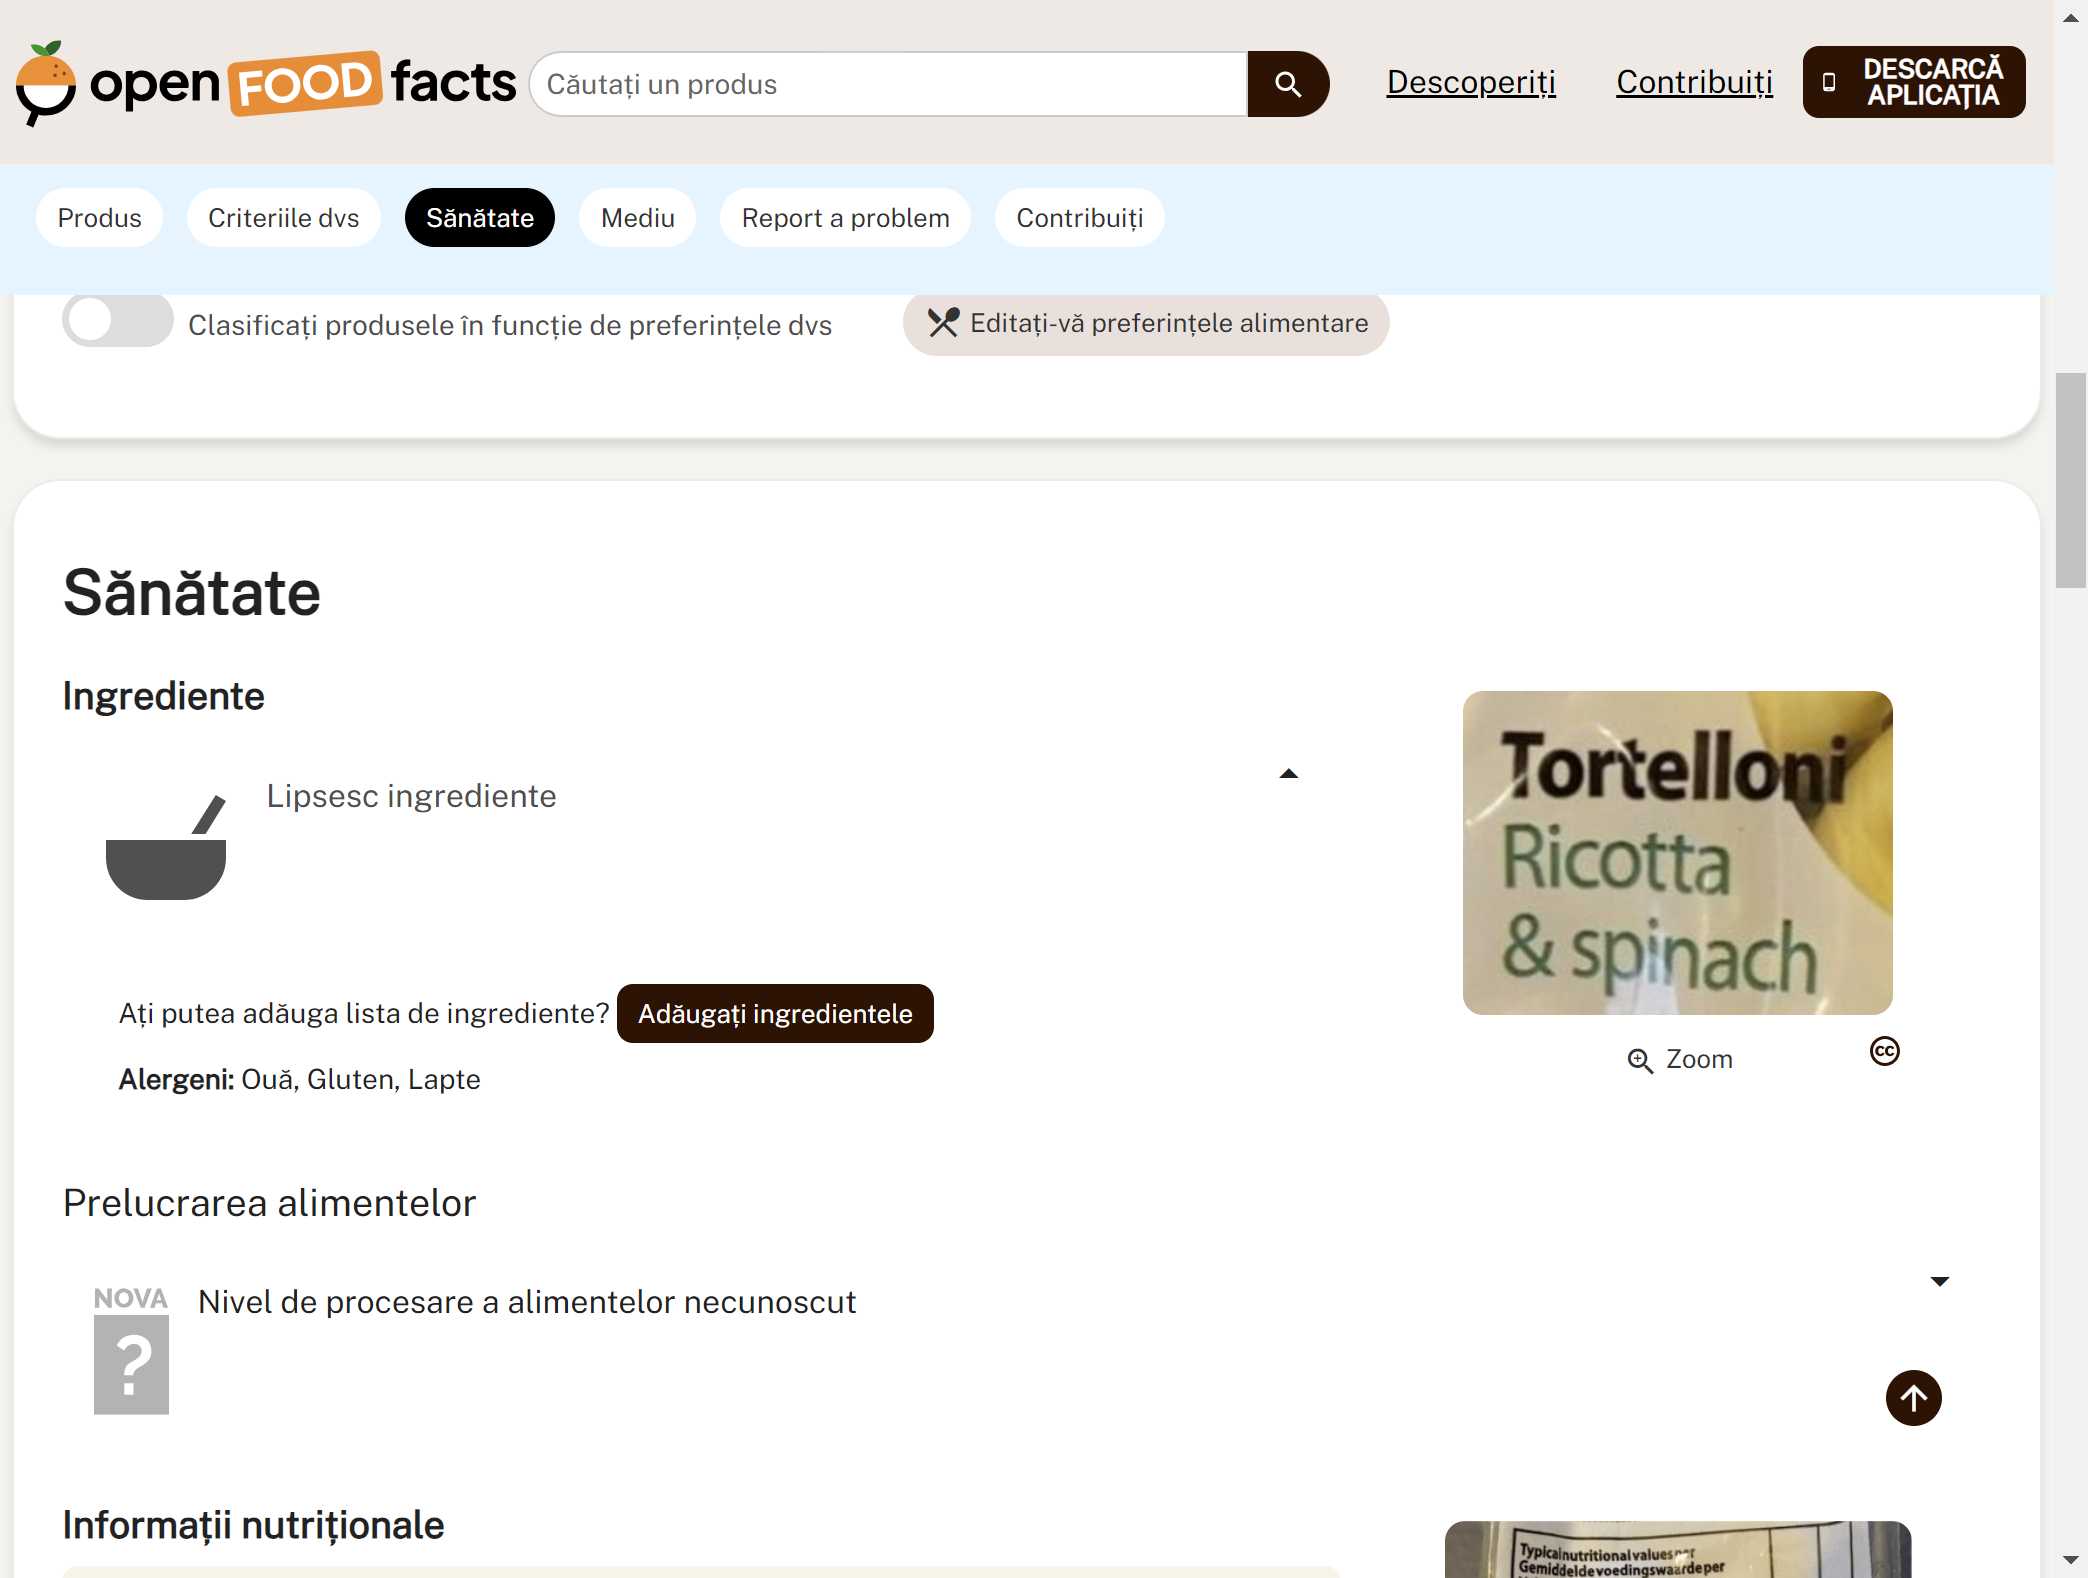 open FOOD facts
Căutați un produs
Descoperiți
Contribuiți
DESCARCĂ
APLICAȚIA
Produs
Criteriile dvs
Sănătate
Mediu
Report a problem
Contribuiți
Clasificați produsele în funcție de preferințele dvs
Editați-vă preferințele alimentare
Sănătate
Ingrediente
Lipsesc ingrediente
Tortelloni
Ricotta
& spinach
Ați putea adăuga lista de ingrediente?
Adăugați ingredientele
Zoom
cc
Alergeni: Ouă, Gluten, Lapte
Prelucrarea alimentelor
NOVA
?
Nivel de procesare a alimentelor necunoscut
Informații nutriționale
Typical nutritional values per
Gemiddelde voedingswaarde per